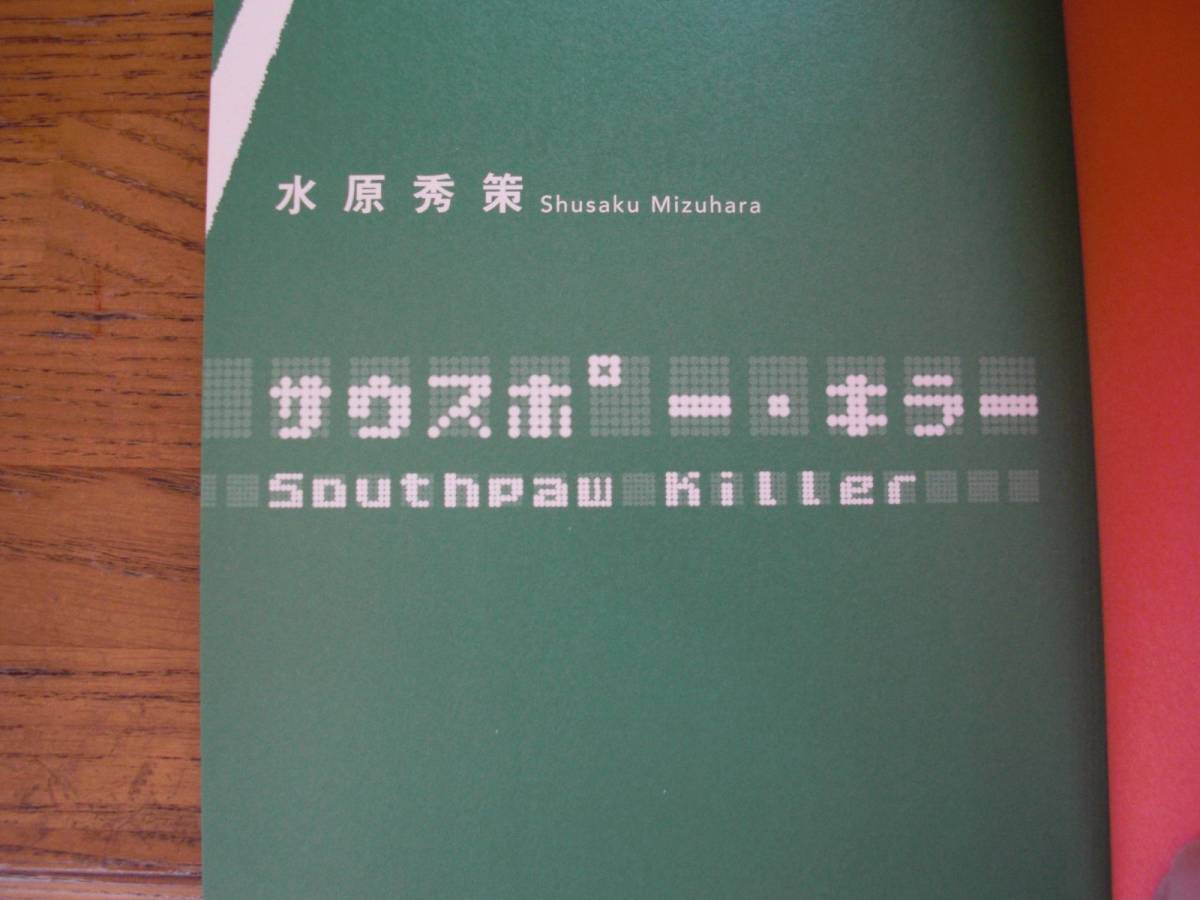 水原秀策 Shusaku Mizuhara
サウスポー・キラー
Southpaw Killer